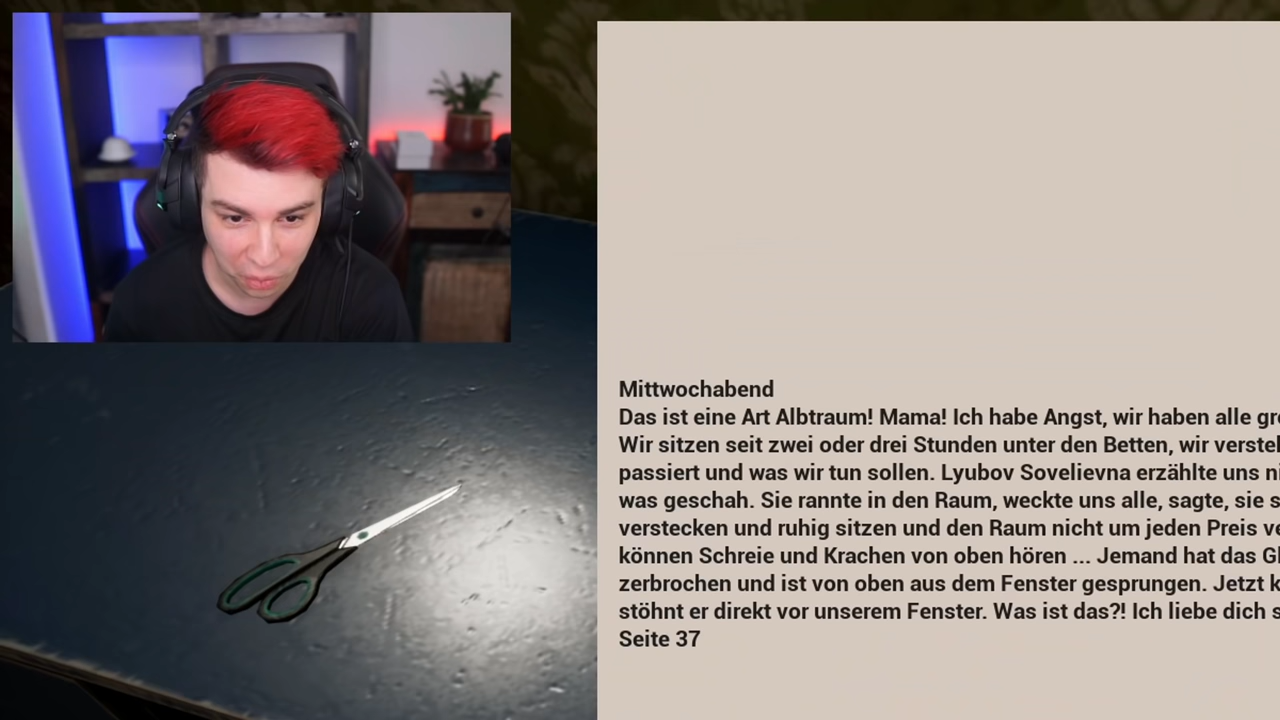 Mittwochabend
Das ist eine Art Albtraum! Mama! Ich habe Angst, wir haben alle
Wir sitzen seit zwei oder drei Stunden unter den Betten, wir
passiert und was wir tun sollen. Lyubov Sovelievna erzählte uns
was geschah. Sie rannte in den Raum, weckte uns alle, sagte, sie
verstecken und ruhig sitzen und den Raum nicht um jeden Preis
können Schreie und Krachen von oben hören ... Jemand hat das
zerbrochen und ist von oben aus dem Fenster gesprungen. Jetzt
stöhnt er direkt vor unserem Fenster. Was ist das?! Ich liebe dich
Seite 37